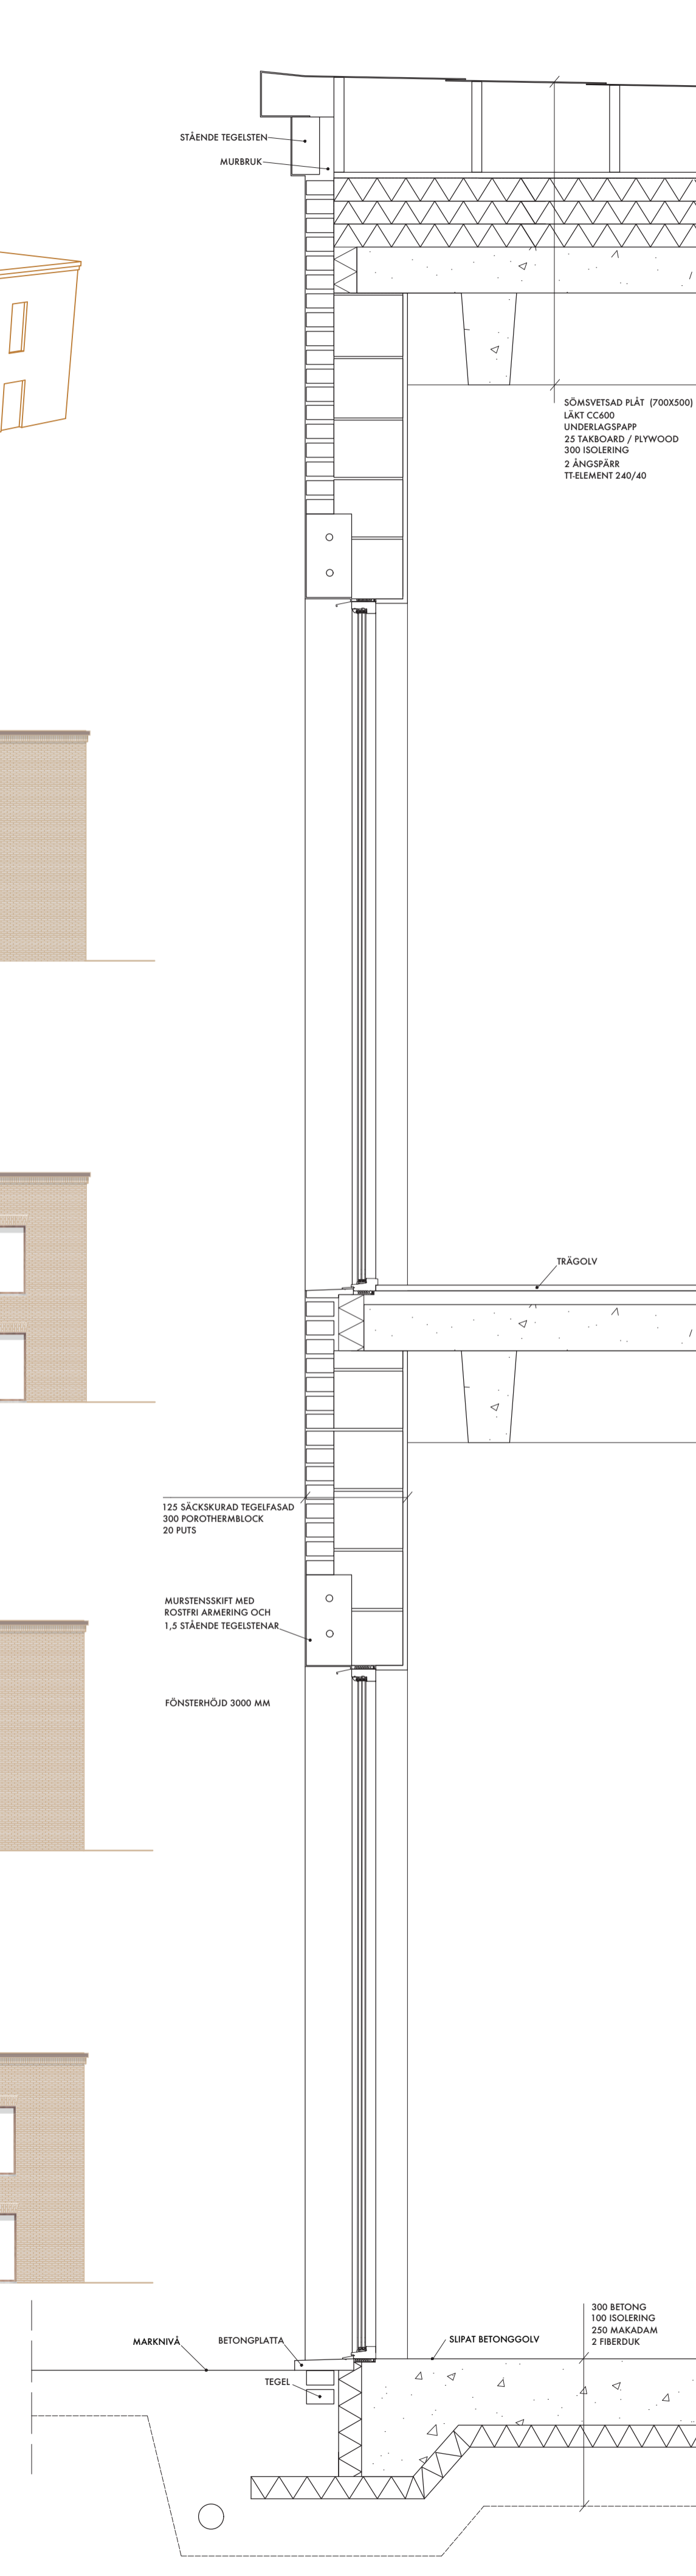 STÅENDE TEGELSTEN
MURBRUK
SÖMSVETSAD PLÅT (700X500)
LÄKT CC600
UNDERLAGSPAPP
25 TAKBOARD / PLYWOOD
300 ISOLERING
2 ÅNGSPÄRR
TT-ELEMENT 240/40
TRÄGOLV
125 SÄCKSKURAD TEGELFASAD
300 POROTHERMBLOCK
20 PUTS
MURSTENSSKIFT MED
ROSTFRI ARMERING OCH
1,5 STÅENDE TEGELSTENAR
FÖNSTERHÖJD 3000 MM
300 BETONG
100 ISOLERING
250 MAKADAM
2 FIBERDUK
MARKNIVÅ
BETONGPLATTA
SLIPAT BETONGGOLV
TEGEL